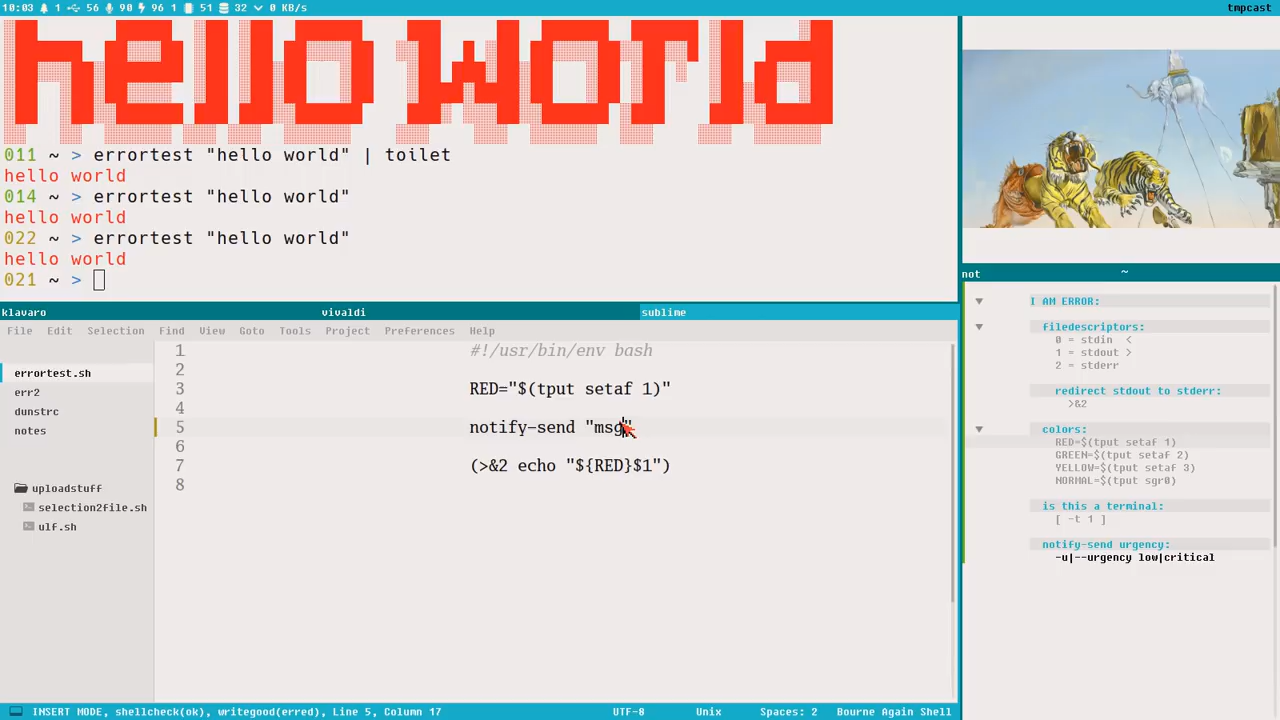 10:03 1 56 90 96 1 51 32 0 KB/s tmpcast
hello world
011 ~ > errortest "hello world" | toilet
hello world
014 ~ > errortest "hello world"
hello world
022 ~ > errortest "hello world"
hello world
021 ~ >
klavaro vivaldi sublime
File Edit Selection Find View Goto Tools Project Preferences Help
errortest.sh
err2
dunstrc
notes
uploadstuff
selection2file.sh
ulf.sh
1 #!/usr/bin/env bash
2
3 RED="$(tput setaf 1)"
4
5 notify-send "msg"
6
7 (>&2 echo "${RED}$1")
8
INSERT MODE, shellcheck(ok), writegood(erred), Line 5, Column 17 UTF-8 Unix Spaces: 2 Bourne Again Shell
not ~
I AM ERROR:
filedescriptors:
0 = stdin <
1 = stdout >
2 = stderr
redirect stdout to stderr:
>&2
colors:
RED=$(tput setaf 1)
GREEN=$(tput setaf 2)
YELLOW=$(tput setaf 3)
NORMAL=$(tput sgr0)
is this a terminal:
[ -t 1 ]
notify-send urgency:
-u|--urgency low|critical